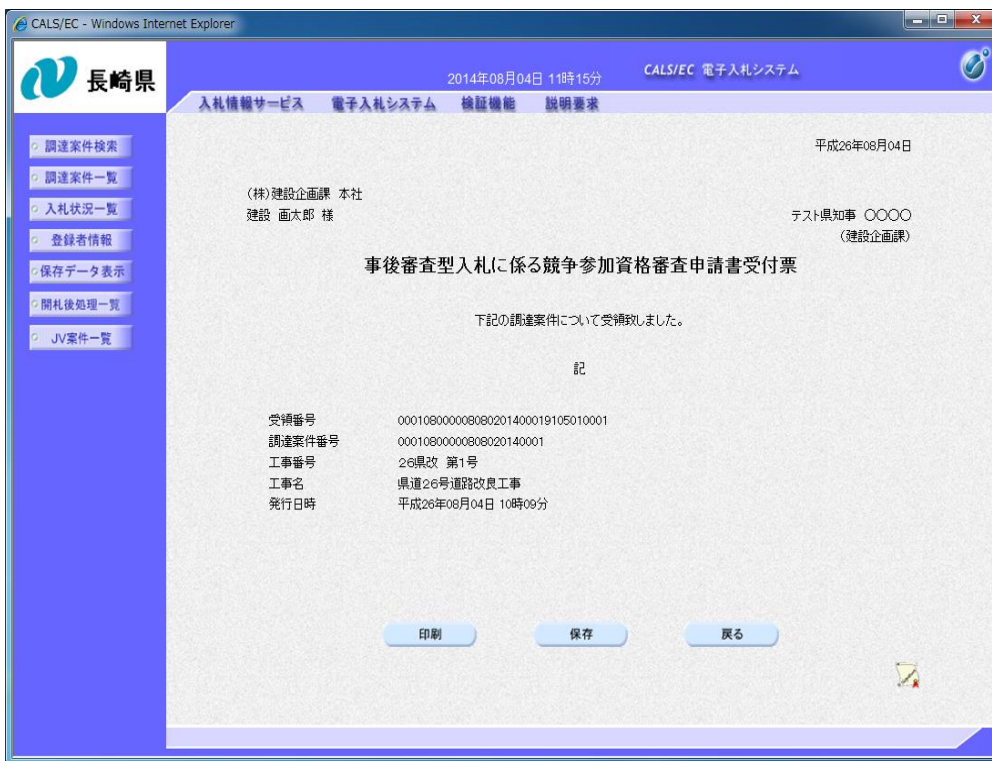 CALS/EC - Windows Internet Explorer
長崎県
2014年08月04日 11時15分
CALS/EC 電子入札システム
入札情報サービス 電子入札システム 検証機能 説明要求
調達案件検索
調達案件一覧
入札状況一覧
登録者情報
保存データ表示
開札後処理一覧
JV案件一覧
平成26年08月04日
(株)建設企画課 本社
建設 画太郎 様
テスト県知事 〇〇〇〇
(建設企画課)
事後審査型入札に係る競争参加資格審査申請書受付票
下記の調達案件について受領致しました。
記
受領番号 000108000008080201400019105010001
調達案件番号 00010800000808020140001
工事番号 26県改 第1号
工事名 県道26号道路改良工事
発行日時 平成26年08月04日 10時09分
印刷 保存 戻る